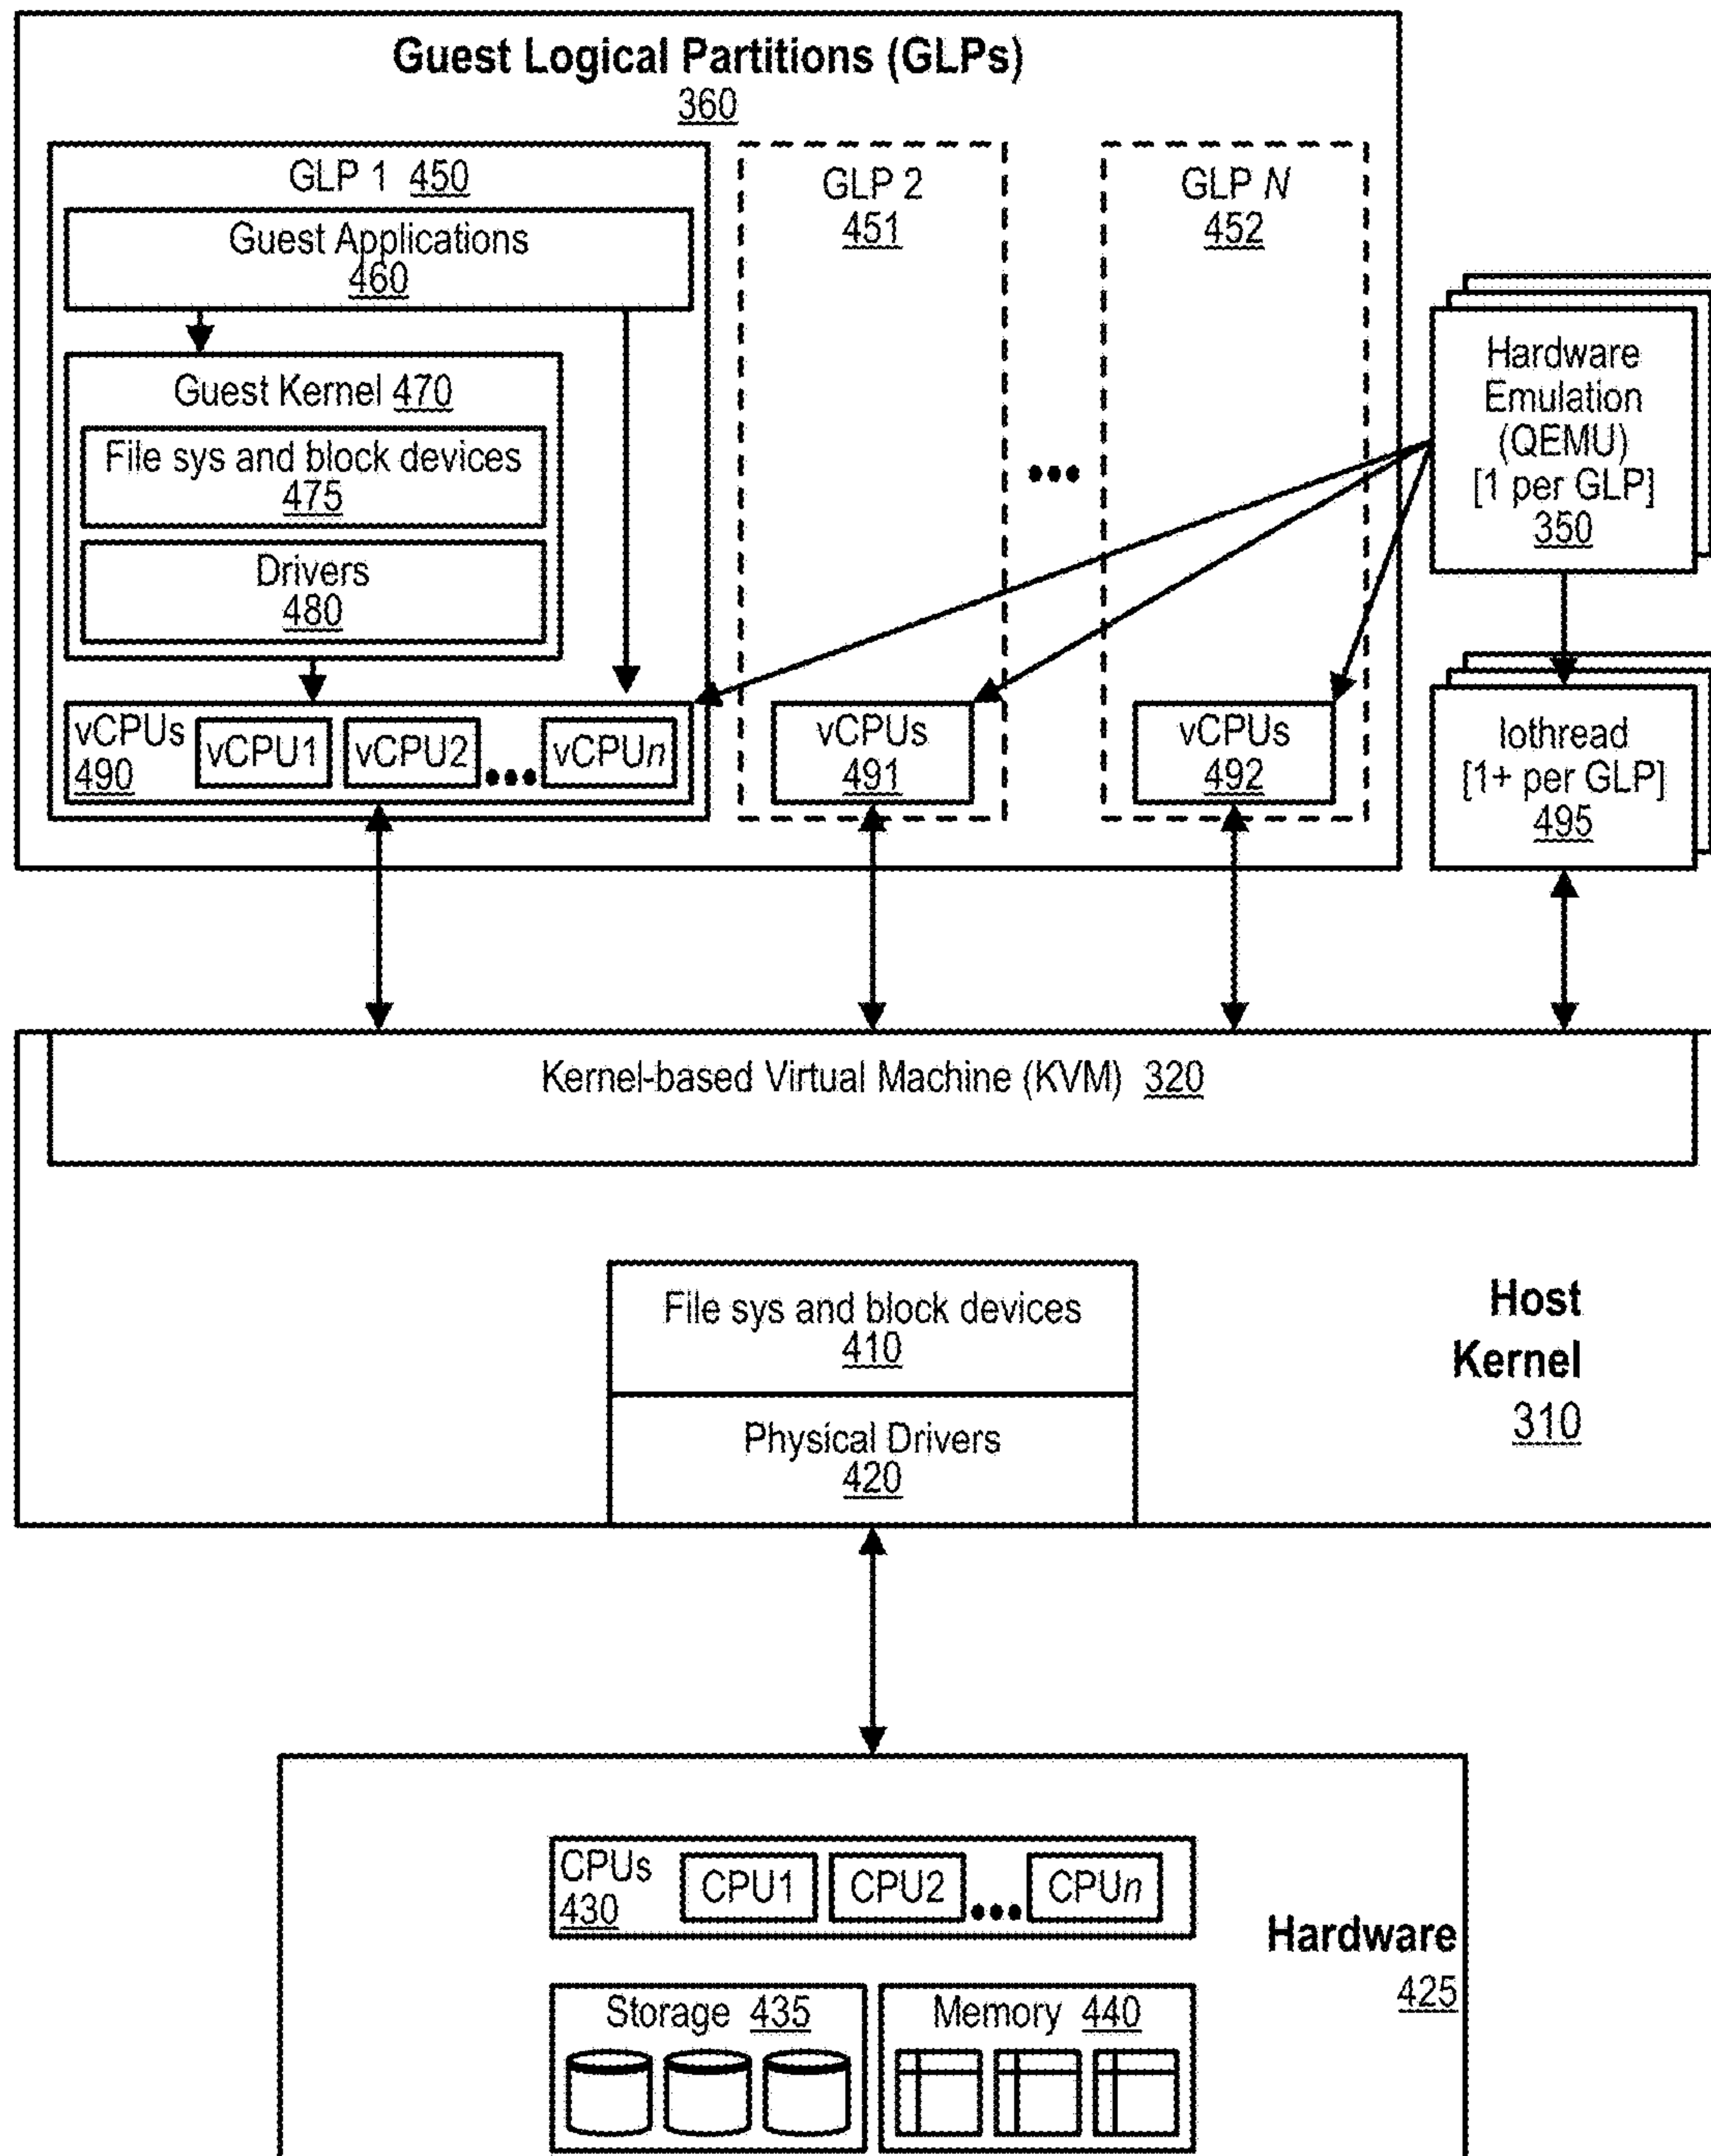 Guest Logical Partitions (GLPs)
360
GLP 1 450
Guest Applications
460
Guest Kernel 470
File sys and block devices
475
Drivers
480
vCPUs
490
vCPU1
vCPU2
vCPUn
GLP 2
451
vCPUs
491
GLP N
452
vCPUs
492
Hardware
Emulation
(QEMU)
[1 per GLP]
350
Iothread
[1+ per GLP]
495
Kernel-based Virtual Machine (KVM) 320
File sys and block devices
410
Physical Drivers
420
Host
Kernel
310
CPUs
430
CPU1
CPU2
CPUn
Hardware
425
Storage 435
Memory 440